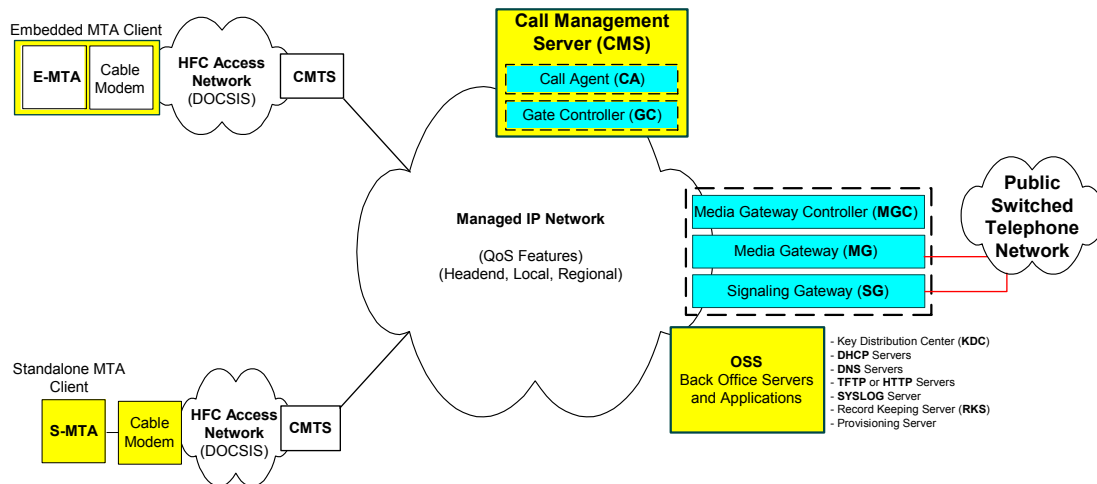 Embedded MTA Client
E-MTA
Cable
Modem
HFC Access
Network
(DOCSIS)
CMTS
Call Management
Server (CMS)
Call Agent (CA)
Gate Controller (GC)
Managed IP Network
(QoS Features)
(Headend, Local, Regional)
Media Gateway Controller (MGC)
Media Gateway (MG)
Signaling Gateway (SG)
Public
Switched
Telephone
Network
OSS
Back Office Servers
and Applications
- Key Distribution Center (KDC)
- DHCP Servers
- DNS Servers
- TFTP or HTTP Servers
- SYSLOG Server
- Record Keeping Server (RKS)
- Provisioning Server
Standalone MTA
Client
S-MTA
Cable
Modem
HFC Access
Network
(DOCSIS)
CMTS